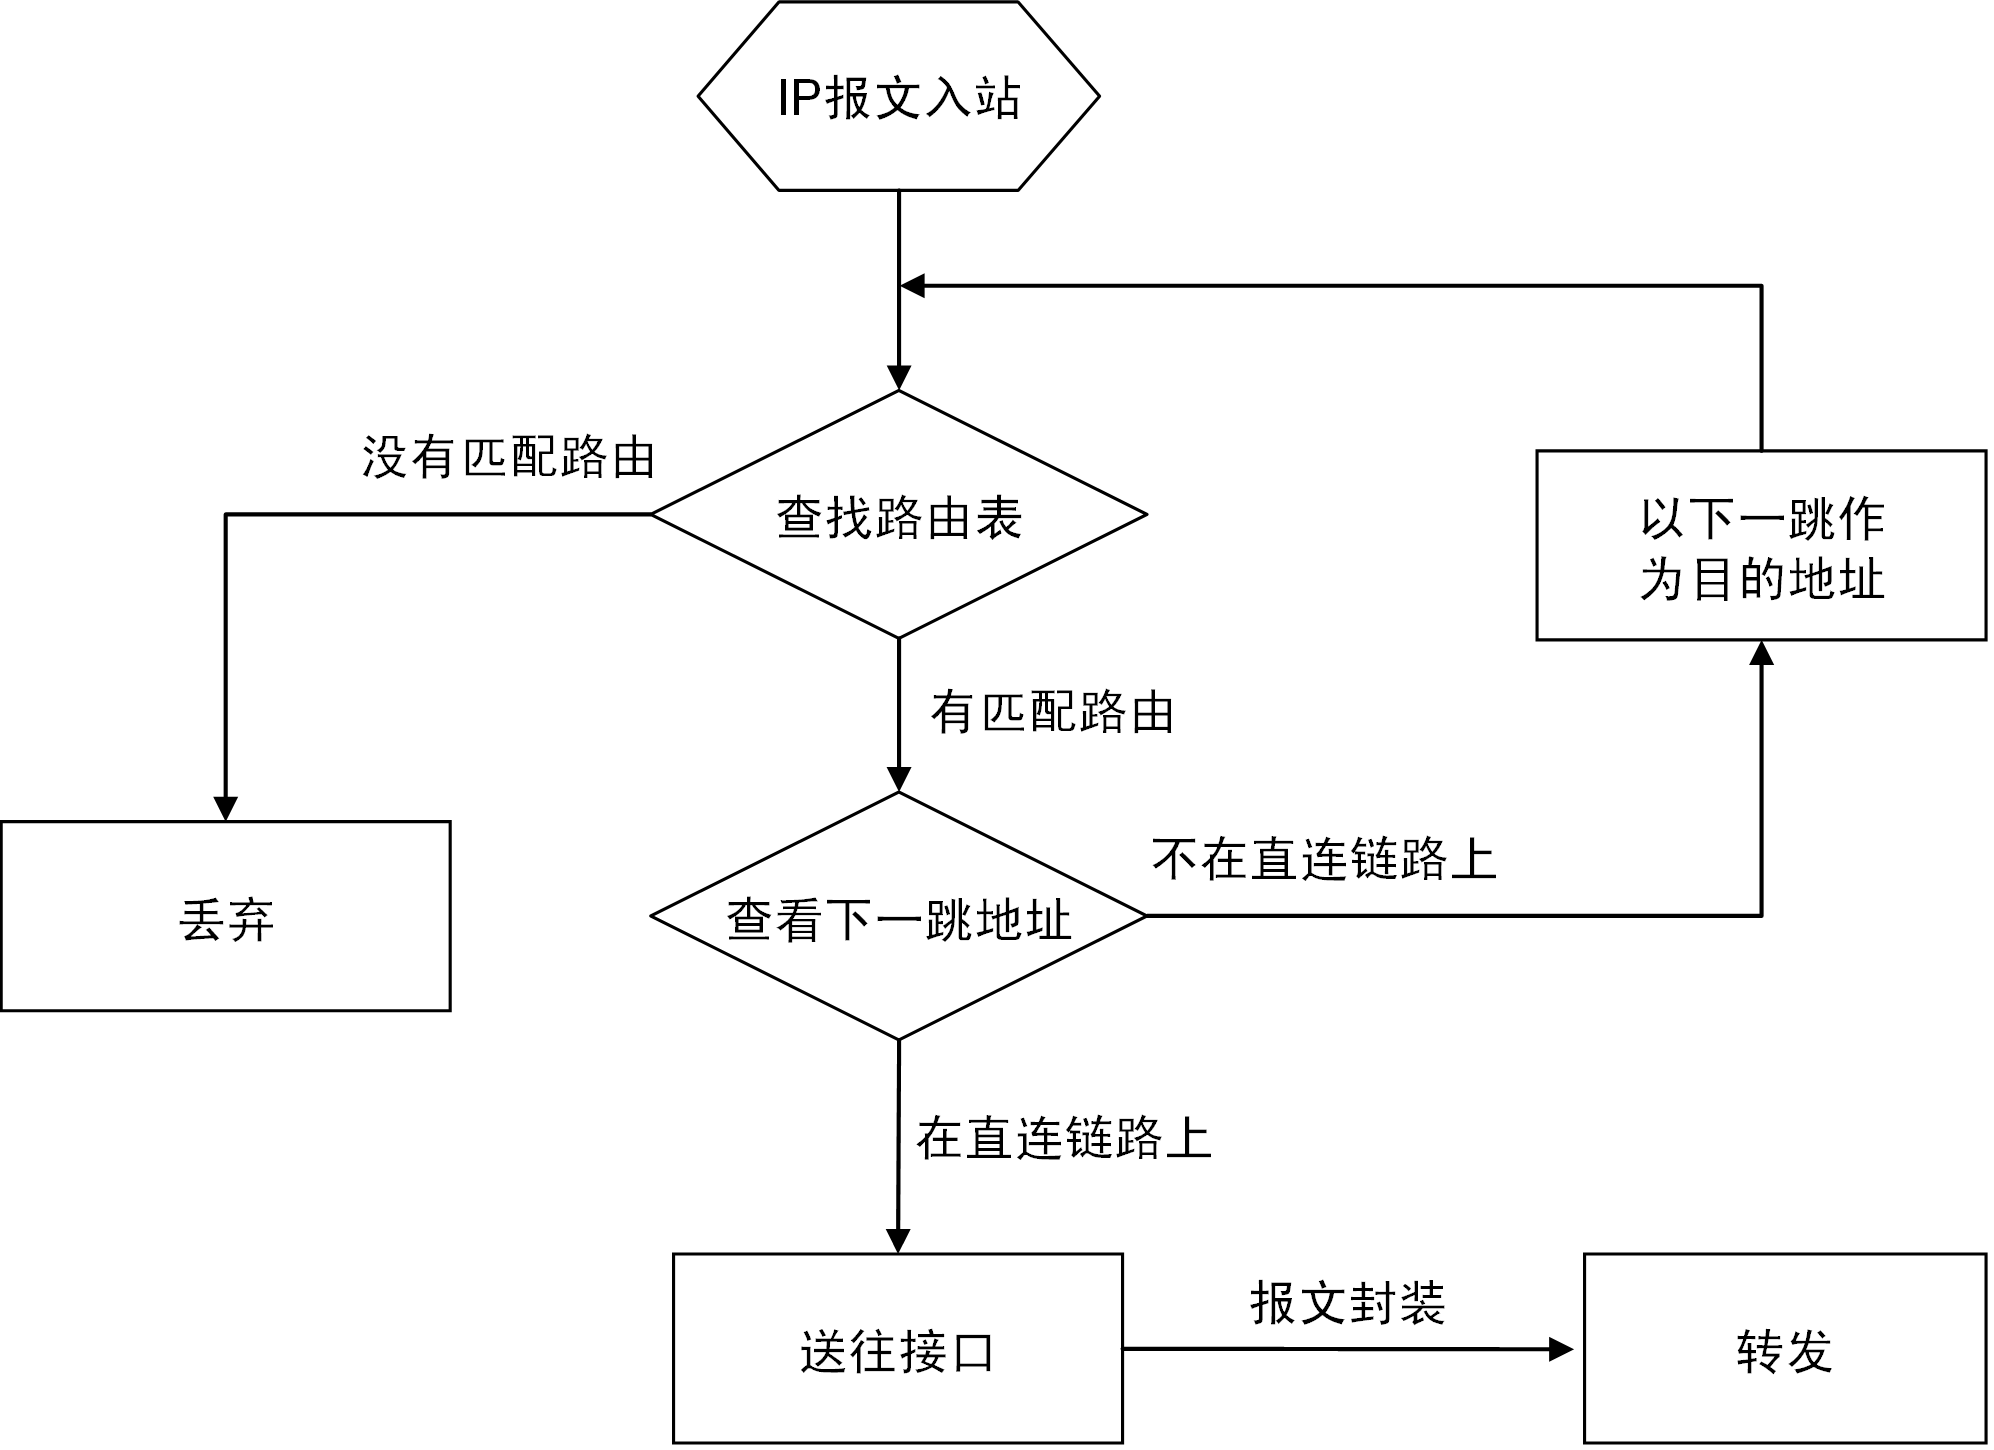 IP报文入站
没有匹配路由
查找路由表
以下一跳作
为目的地址
有匹配路由
不在直连链路上
丢弃
查看下一跳地址
在直连链路上
报文封装
送往接口
转发